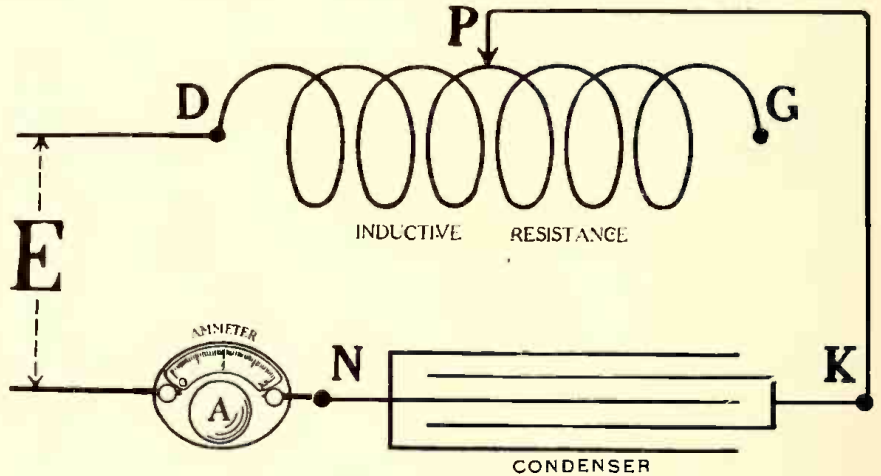 P
D
G
INDUCTIVE RESISTANCE
E
AMMETER
N
K
A
CONDENSER